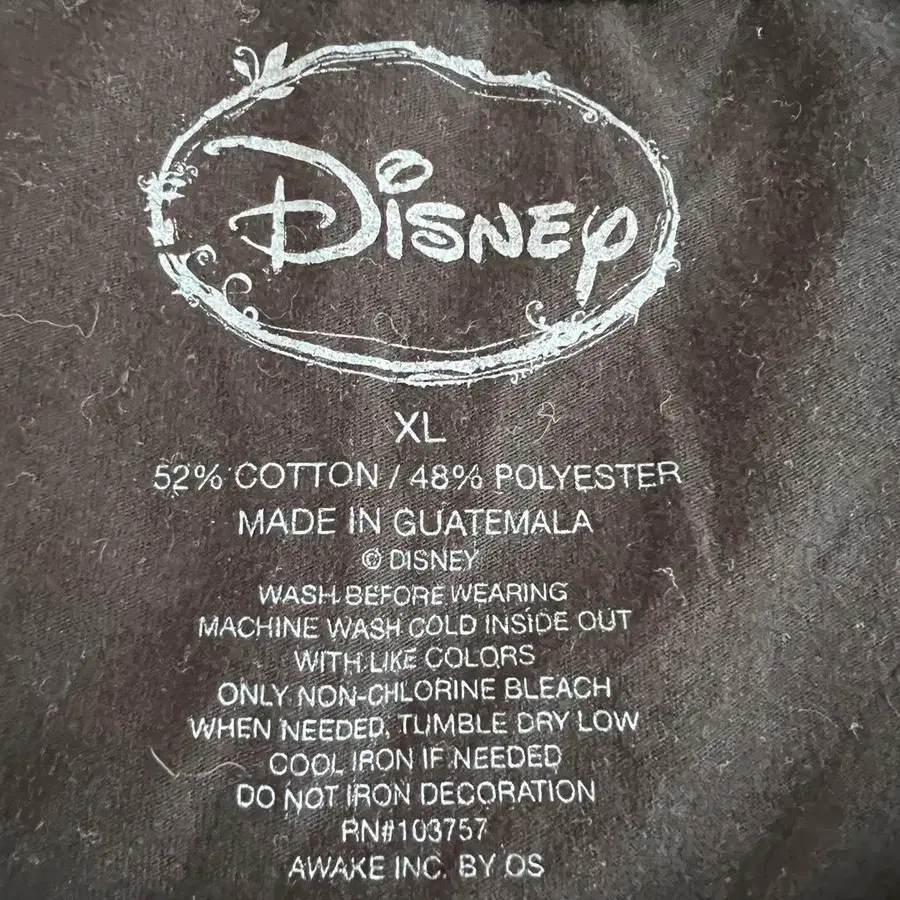 Disney
XL
52% COTTON / 48% POLYESTER
MADE IN GUATEMALA
© DISNEY
WASH BEFORE WEARING
MACHINE WASH COLD INSIDE OUT
WITH LIKE COLORS
ONLY NON-CHLORINE BLEACH
WHEN NEEDED, TUMBLE DRY LOW
COOL IRON IF NEEDED
DO NOT IRON DECORATION
RN#103757
AWAKE INC. BY OS